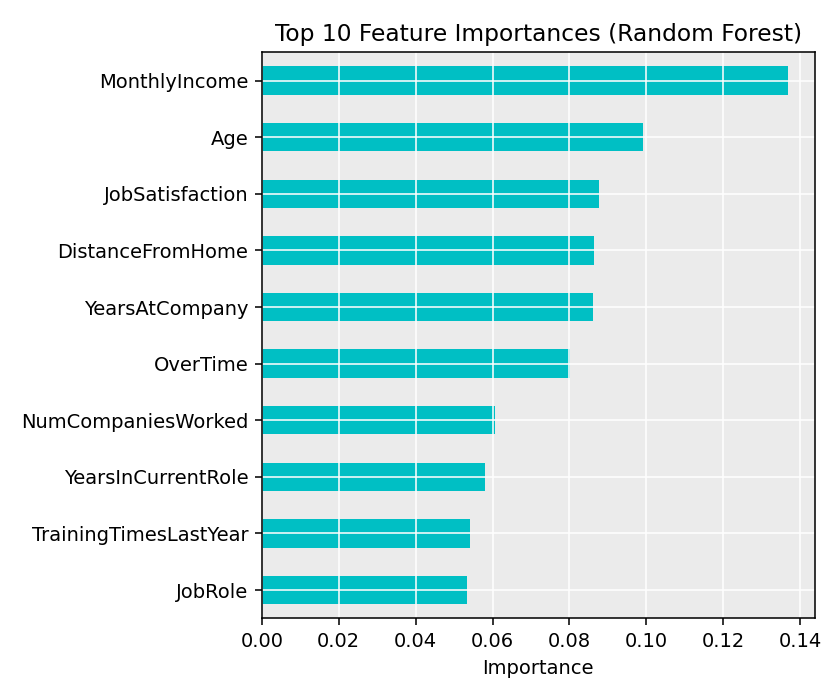 Top 10 Feature Importances (Random Forest)
MonthlyIncome
Age
JobSatisfaction
DistanceFromHome
YearsAtCompany
OverTime
NumCompaniesWorked
YearsInCurrentRole
TrainingTimesLastYear
JobRole
0.00 0.02 0.04 0.06 0.08 0.10 0.12 0.14
Importance